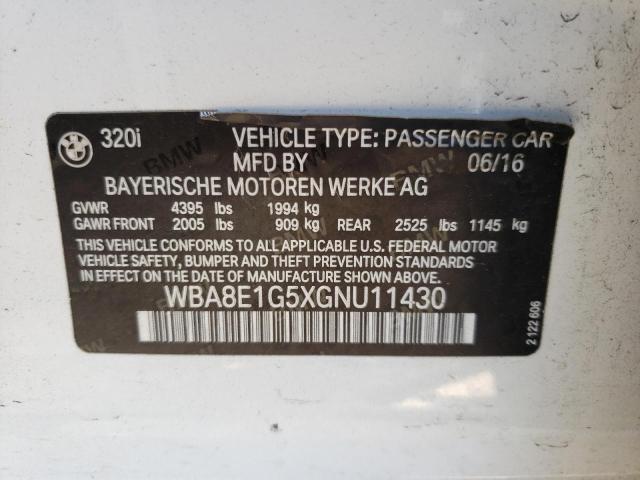 BMW 320i VEHICLE TYPE: PASSENGER CAR
MFD BY 06/16
BAYERISCHE MOTOREN WERKE AG
GVWR 4395 lbs 1994 kg
GAWR FRONT 2005 lbs 909 kg REAR 2525 lbs 1145 kg
THIS VEHICLE CONFORMS TO ALL APPLICABLE U.S. FEDERAL MOTOR
VEHICLE SAFETY, BUMPER AND THEFT PREVENTION STANDARDS IN
EFFECT ON THE DATE OF MANUFACTURE SHOWN ABOVE.
WBA8E1G5XGNU11430
2 122 606